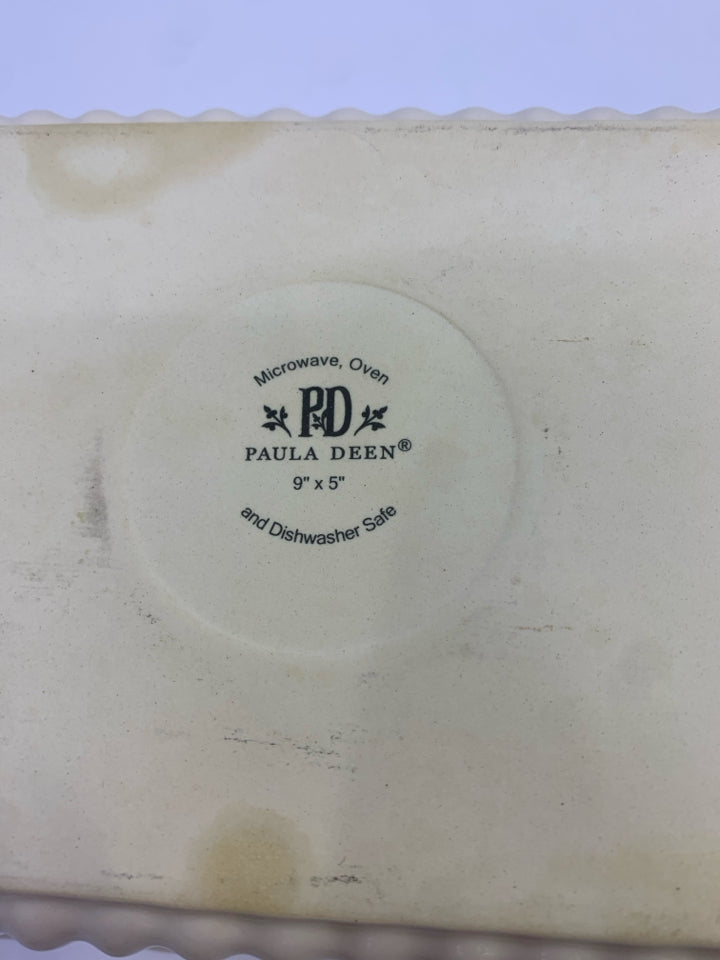 Microwave, Oven
PD
PAULA DEEN®
9" x 5"
and Dishwasher Safe